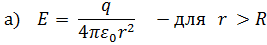 а) E = q / (4πε₀r²) – для r > R